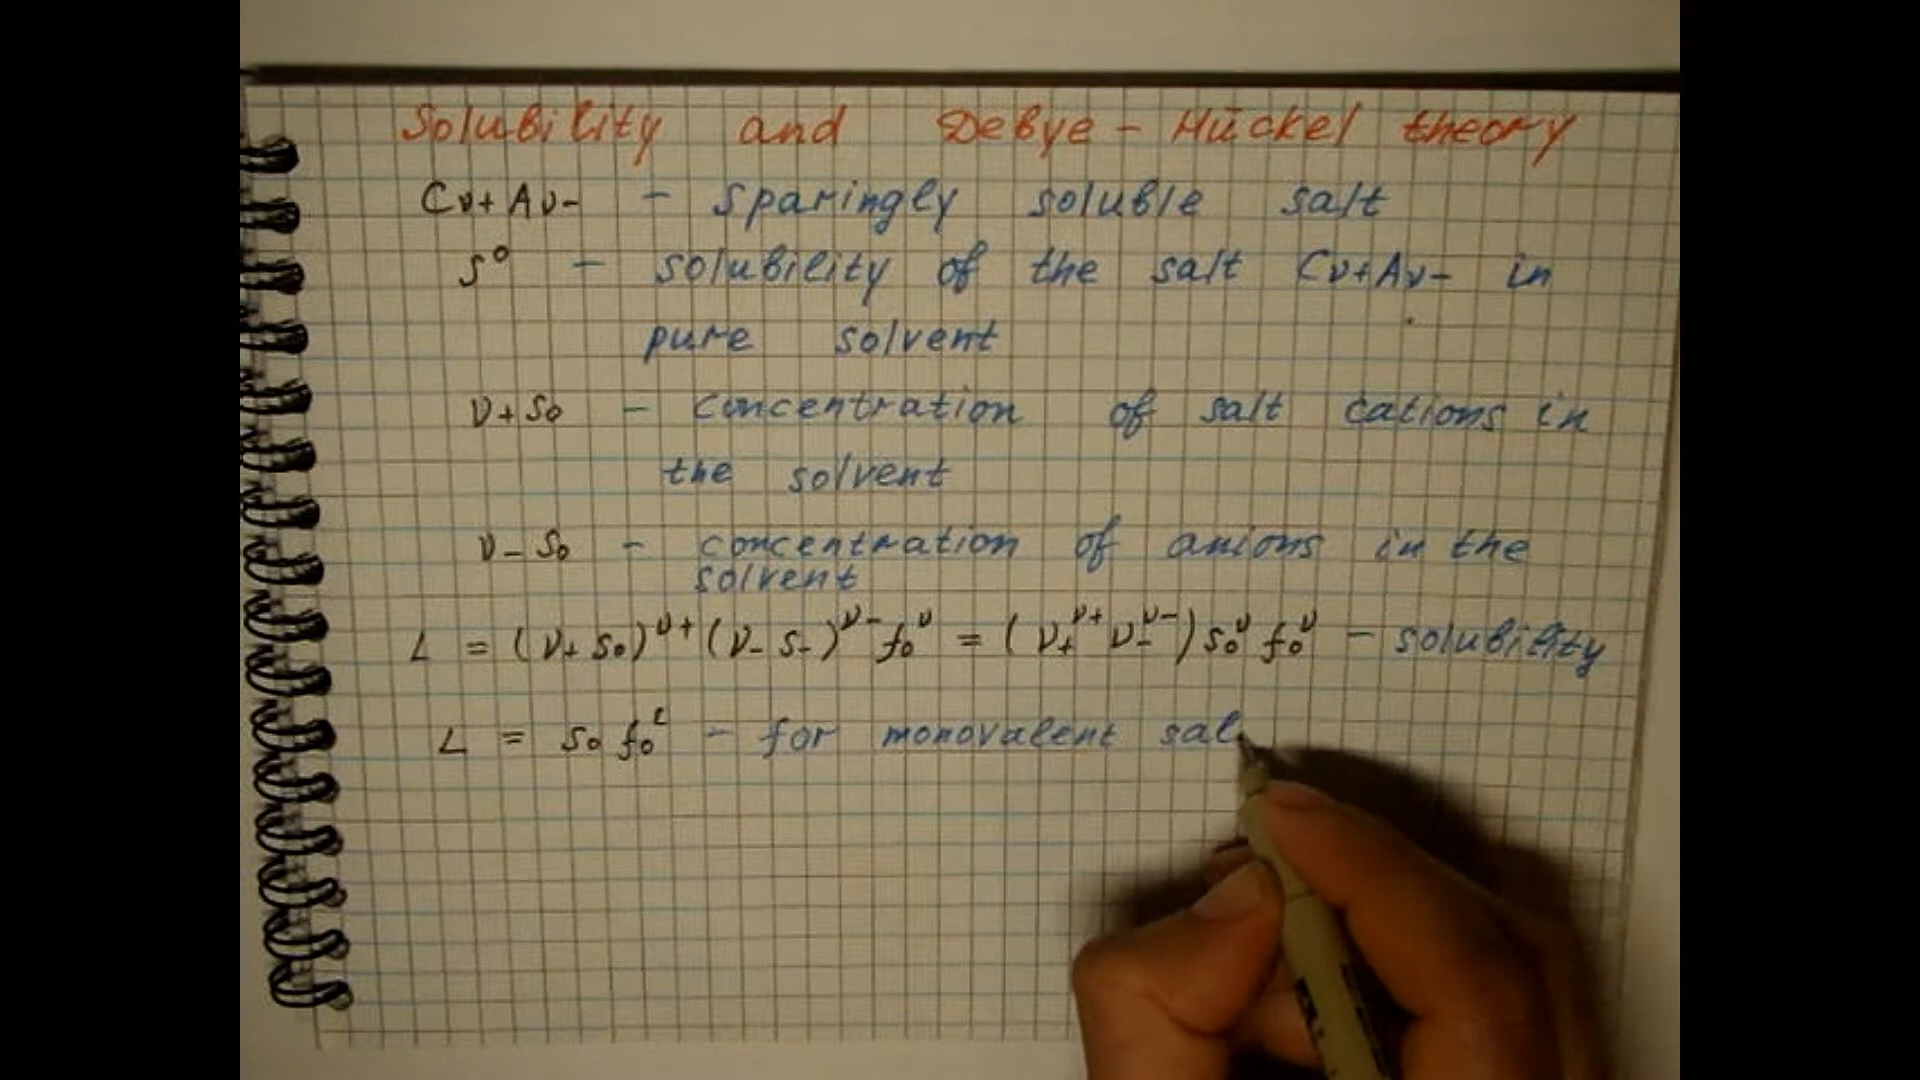 Solubility and Debye - Hückel theory
Cν+Aν- - sparingly soluble salt
s⁰ - solubility of the salt Cν+Aν- in
pure solvent
ν+s₀ - concentration of salt cations in
the solvent
ν-s₀ - concentration of anions in the
solvent
L = (ν₊ s₀)^ν+ (ν₋ s₋)^ν- f₀^ν = (ν₊^ν+ ν₋^ν-) s₀^ν f₀^ν - solubility
L = s₀ f₀^L - for monovalent sal